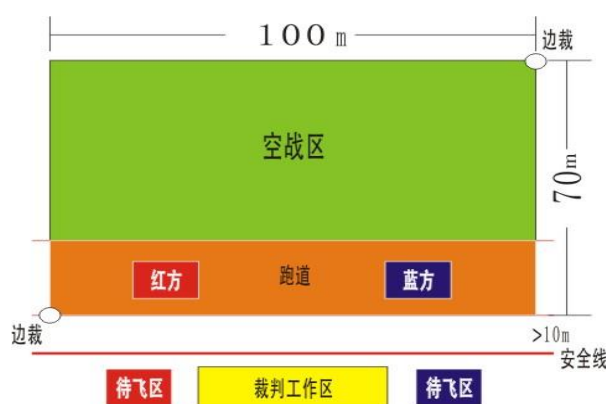 100m
边裁
空战区
70m
红方
跑道
蓝方
边裁
>10m
安全线
待飞区
裁判工作区
待飞区